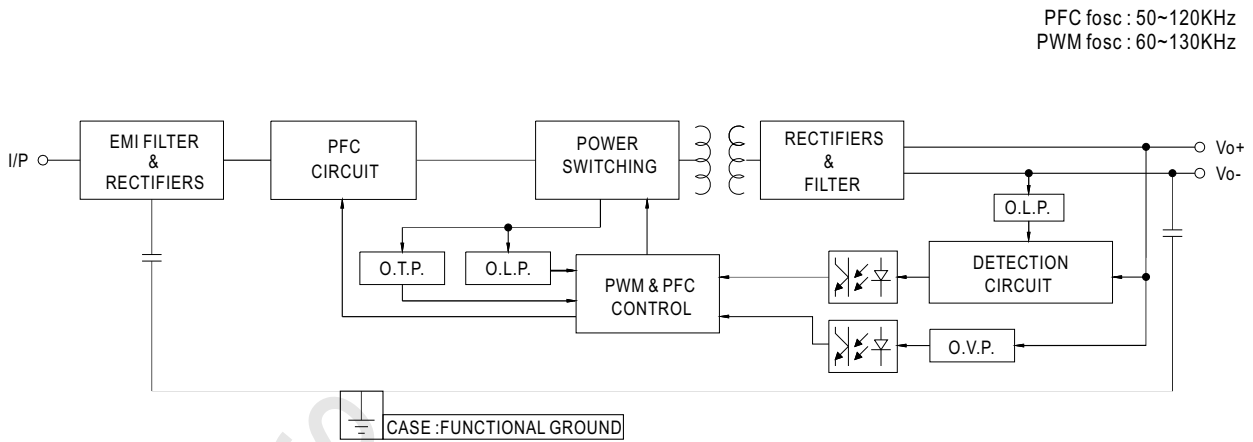 PFC fosc : 50~120KHz
PWM fosc : 60~130KHz
I/P
EMI FILTER
&
RECTIFIERS
PFC
CIRCUIT
POWER
SWITCHING
RECTIFIERS
&
FILTER
Vo+
Vo-
O.L.P.
O.T.P.
O.L.P.
PWM & PFC
CONTROL
DETECTION
CIRCUIT
O.V.P.
CASE :FUNCTIONAL GROUND